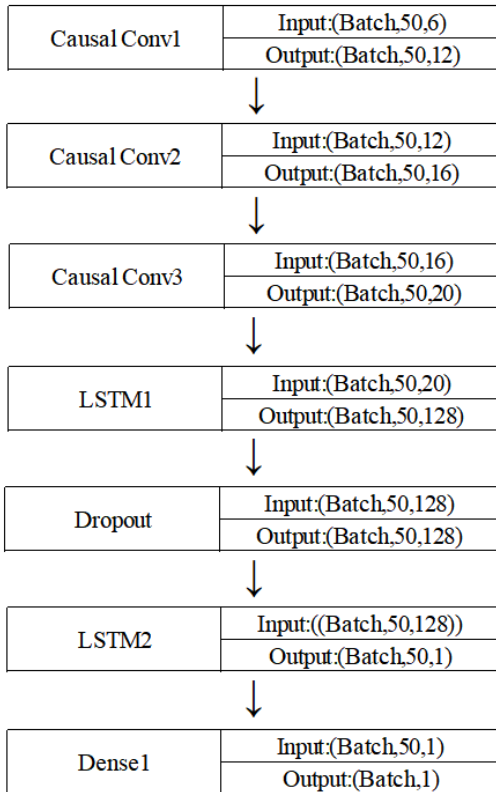 Causal Conv1
Input:(Batch,50,6)
Output:(Batch,50,12)
Causal Conv2
Input:(Batch,50,12)
Output:(Batch,50,16)
Causal Conv3
Input:(Batch,50,16)
Output:(Batch,50,20)
LSTM1
Input:(Batch,50,20)
Output:(Batch,50,128)
Dropout
Input:(Batch,50,128)
Output:(Batch,50,128)
LSTM2
Input:((Batch,50,128))
Output:(Batch,50,1)
Dense1
Input:(Batch,50,1)
Output:(Batch,1)